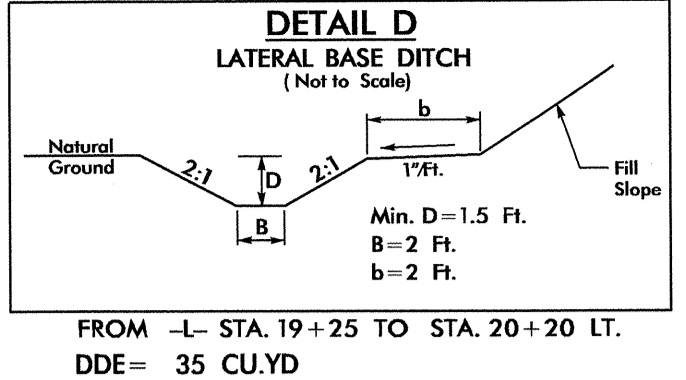 DETAIL D
LATERAL BASE DITCH
( Not to Scale)
b
Natural
Ground
2:1
D
2:1
1"/Ft.
Fill
Slope
B
Min. D=1.5 Ft.
B=2 Ft.
b=2 Ft.
FROM -L- STA. 19+25 TO STA. 20+20 LT.
DDE= 35 CU.YD